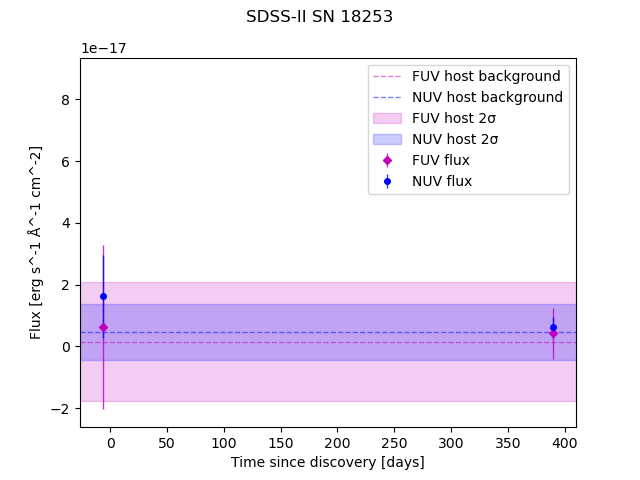 SDSS-II SN 18253
1e−17
FUV host background
NUV host background
FUV host 2σ
NUV host 2σ
FUV flux
NUV flux
8
6
4
2
0
−2
Flux [erg s^-1 Å^-1 cm^-2]
0 50 100 150 200 250 300 350 400
Time since discovery [days]